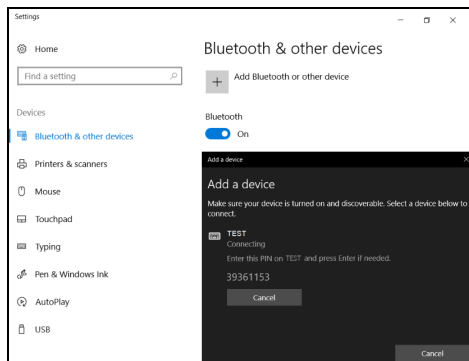 Settings
Home
Find a setting
Devices
Bluetooth & other devices
Printers & scanners
Mouse
Touchpad
Typing
Pen & Windows Ink
AutoPlay
USB
Bluetooth & other devices
Add Bluetooth or other device
Bluetooth
On
Add a device
Add a device
Make sure your device is turned on and discoverable. Select a device below to
connect.
TEST
Connecting
Enter this PIN on TEST and press Enter if needed.
39361153
Cancel
Cancel